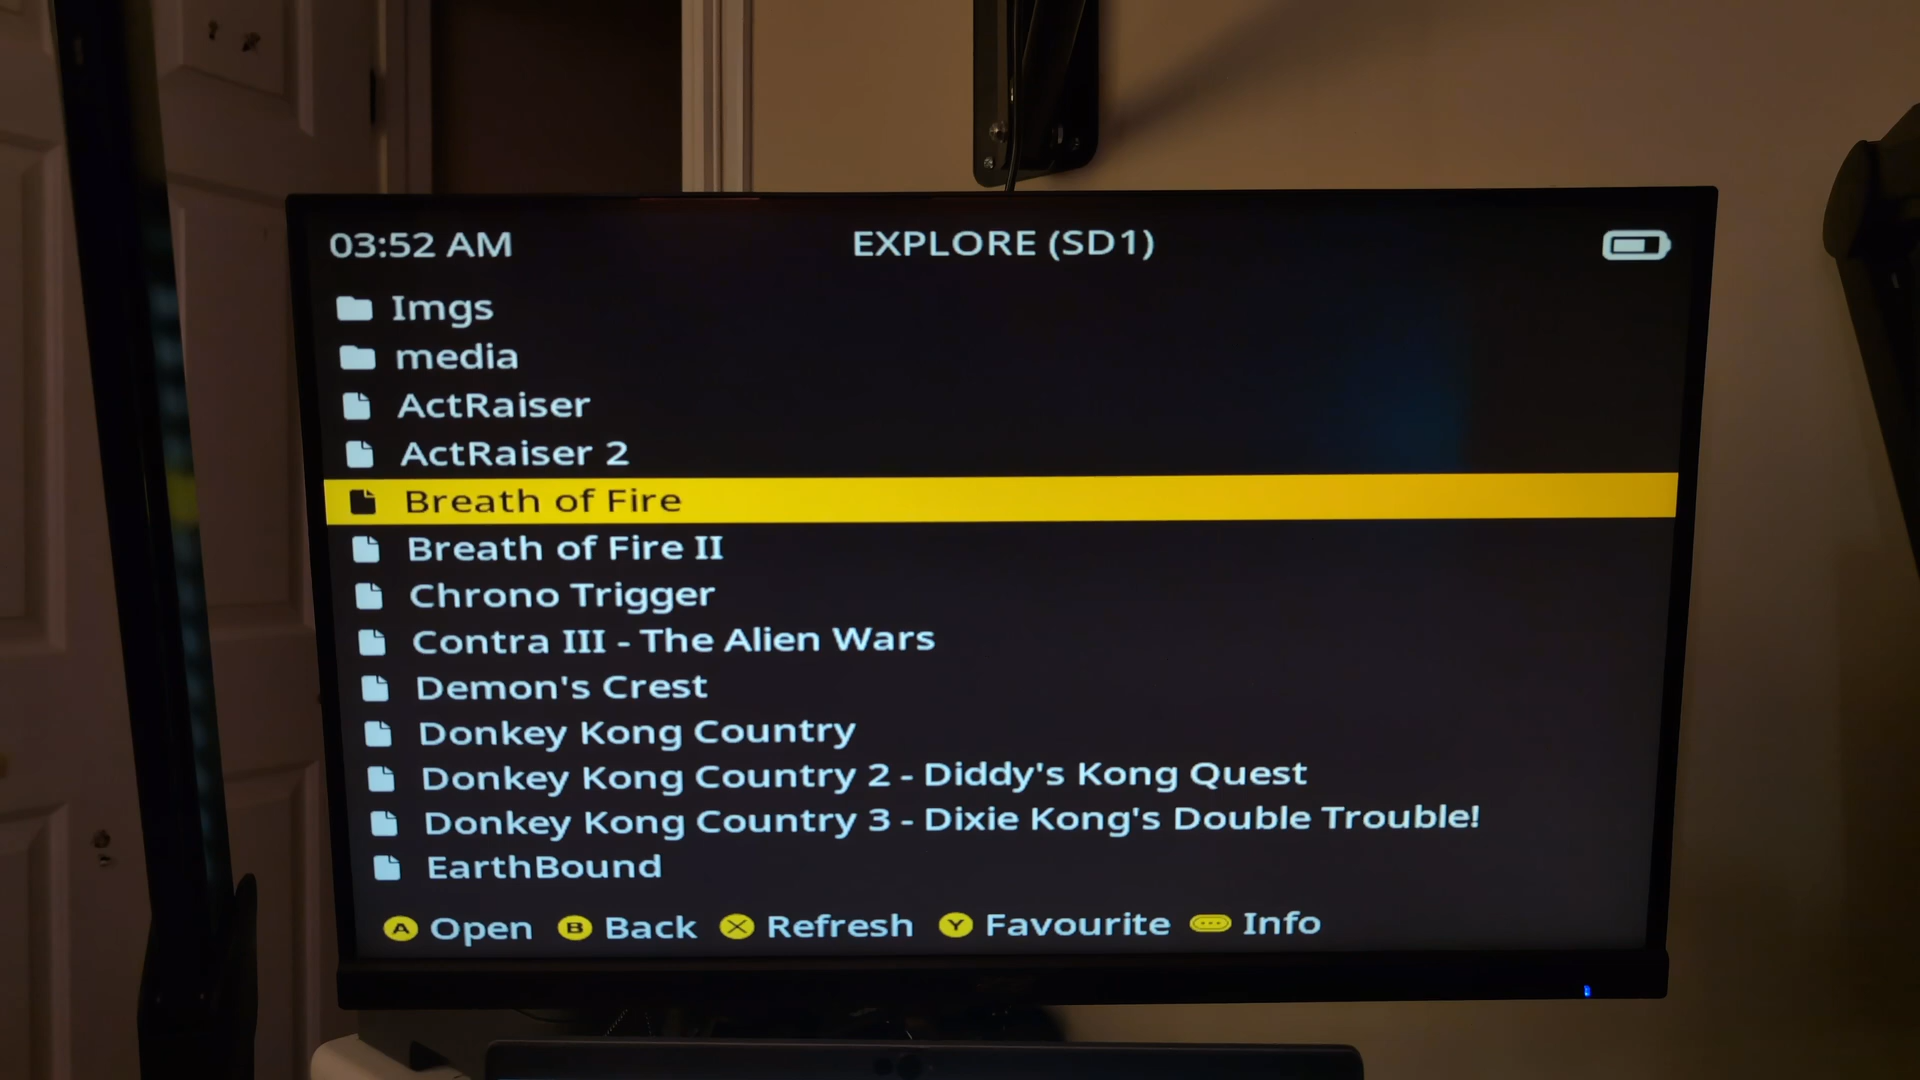 03:52 AM EXPLORE (SD1)
Imgs
media
ActRaiser
ActRaiser 2
Breath of Fire
Breath of Fire II
Chrono Trigger
Contra III - The Alien Wars
Demon's Crest
Donkey Kong Country
Donkey Kong Country 2 - Diddy's Kong Quest
Donkey Kong Country 3 - Dixie Kong's Double Trouble!
EarthBound
A Open B Back X Refresh Y Favourite ... Info